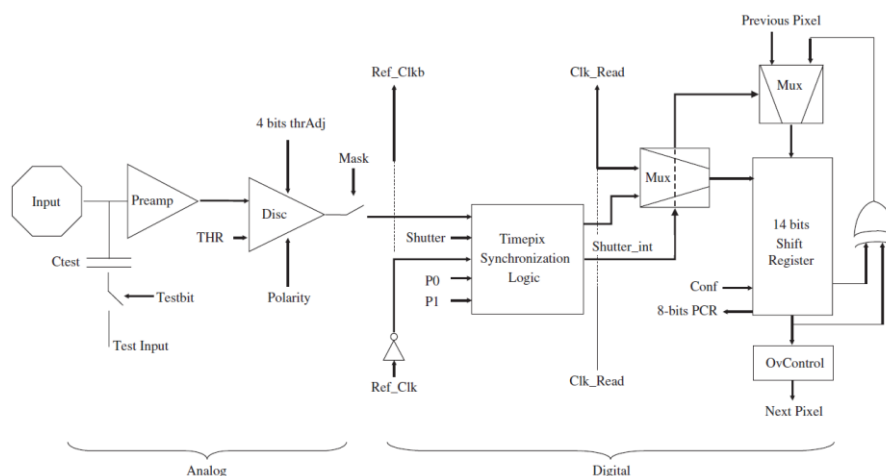 Previous Pixel
Ref_Clkb
Clk_Read
Mux
4 bits thrAdj
Mask
Input
Preamp
Disc
Mux
THR
Shutter
Timepix
Synchronization
Logic
Shutter_int
14 bits
Shift
Register
Ctest
P0
P1
Testbit
Polarity
Conf
8-bits PCR
Test Input
Ref_Clk
Clk_Read
OvControl
Next Pixel
Analog
Digital